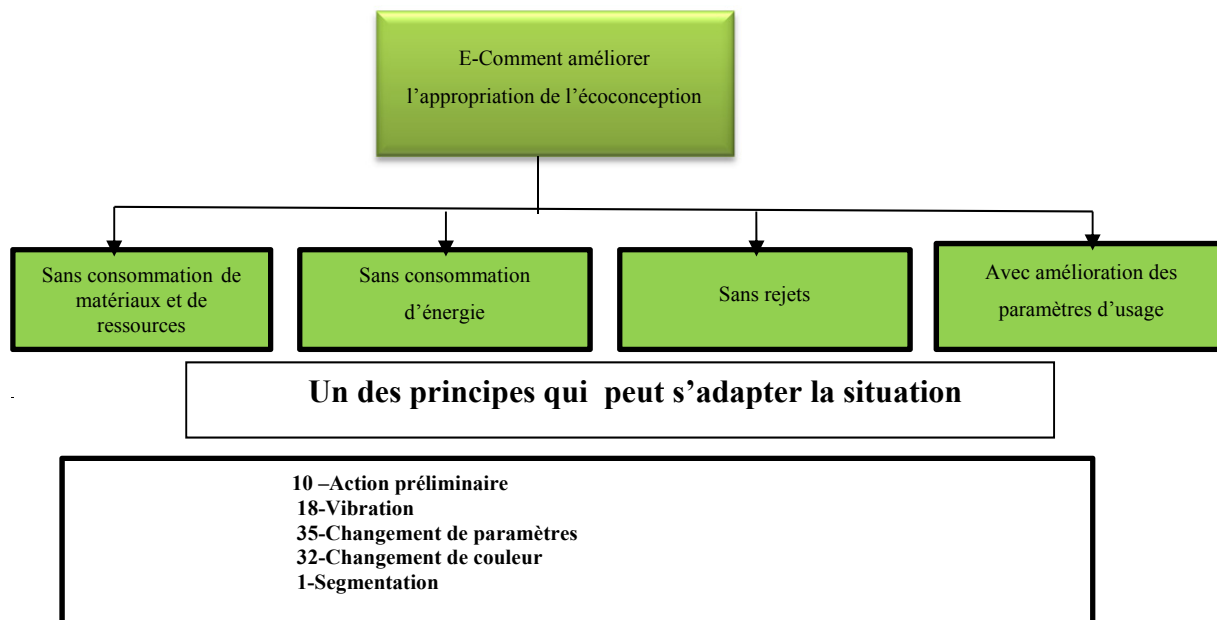 E-Comment améliorer
l’appropriation de l’écoconception
Sans consommation de
matériaux et de
ressources
Sans consommation
d’énergie
Sans rejets
Avec amélioration des
paramètres d’usage
Un des principes qui peut s’adapter la situation
-
10 –Action préliminaire
18-Vibration
35-Changement de paramètres
32-Changement de couleur
1-Segmentation